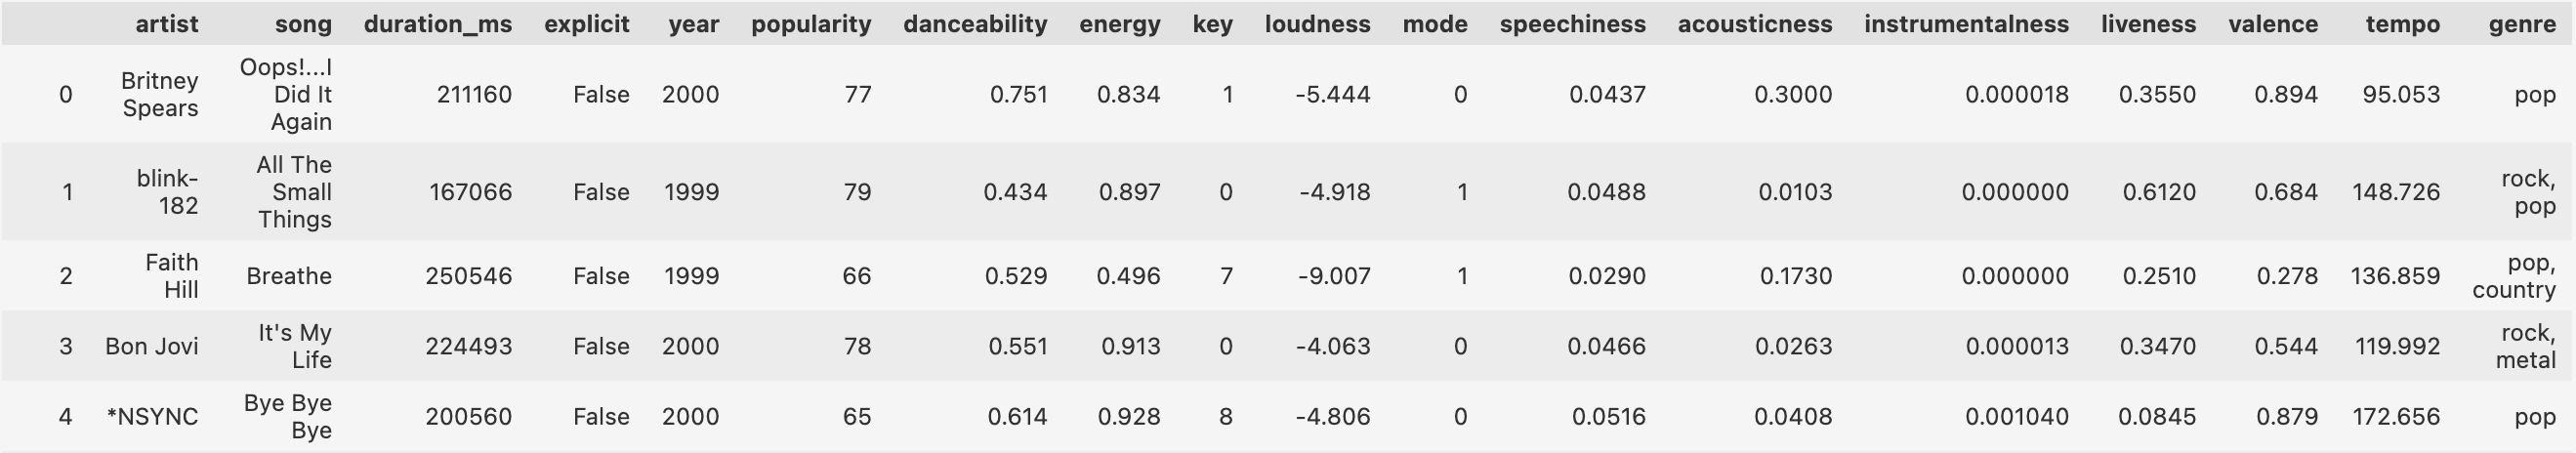 artist song duration_ms explicit year popularity danceability energy key loudness mode speechiness acousticness instrumentalness liveness valence tempo genre
0 Britney Spears Oops!...I Did It Again 211160 False 2000 77 0.751 0.834 1 -5.444 0 0.0437 0.3000 0.000018 0.3550 0.894 95.053 pop
1 blink-182 All The Small Things 167066 False 1999 79 0.434 0.897 0 -4.918 1 0.0488 0.0103 0.000000 0.6120 0.684 148.726 rock, pop
2 Faith Hill Breathe 250546 False 1999 66 0.529 0.496 7 -9.007 1 0.0290 0.1730 0.000000 0.2510 0.278 136.859 pop, country
3 Bon Jovi It's My Life 224493 False 2000 78 0.551 0.913 0 -4.063 0 0.0466 0.0263 0.000013 0.3470 0.544 119.992 rock, metal
4 *NSYNC Bye Bye Bye 200560 False 2000 65 0.614 0.928 8 -4.806 0 0.0516 0.0408 0.001040 0.0845 0.879 172.656 pop